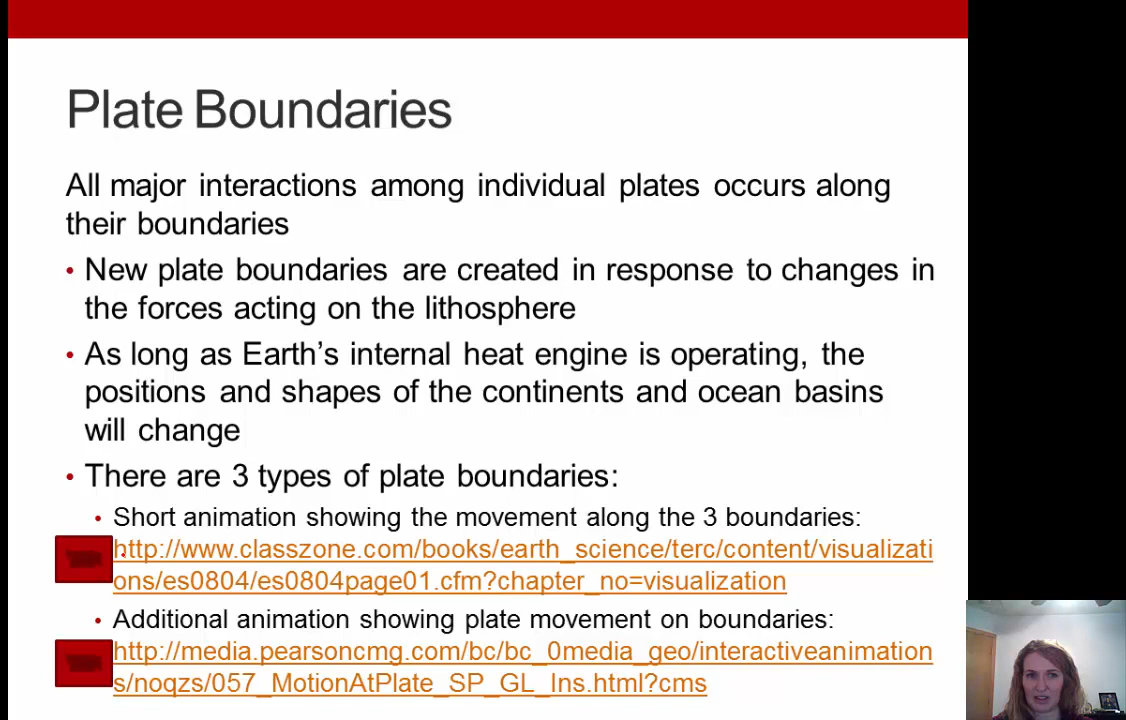 Plate Boundaries
All major interactions among individual plates occurs along
their boundaries
• New plate boundaries are created in response to changes in
the forces acting on the lithosphere
• As long as Earth's internal heat engine is operating, the
positions and shapes of the continents and ocean basins
will change
• There are 3 types of plate boundaries:
• Short animation showing the movement along the 3 boundaries:
http://www.classzone.com/books/earth_science/terc/content/visualizati
ons/es0804/es0804page01.cfm?chapter_no=visualization
• Additional animation showing plate movement on boundaries:
http://media.pearsoncmg.com/bc/bc_0media_geo/interactiveanimation
s/noqzs/057_MotionAtPlate_SP_GL_Ins.html?cms